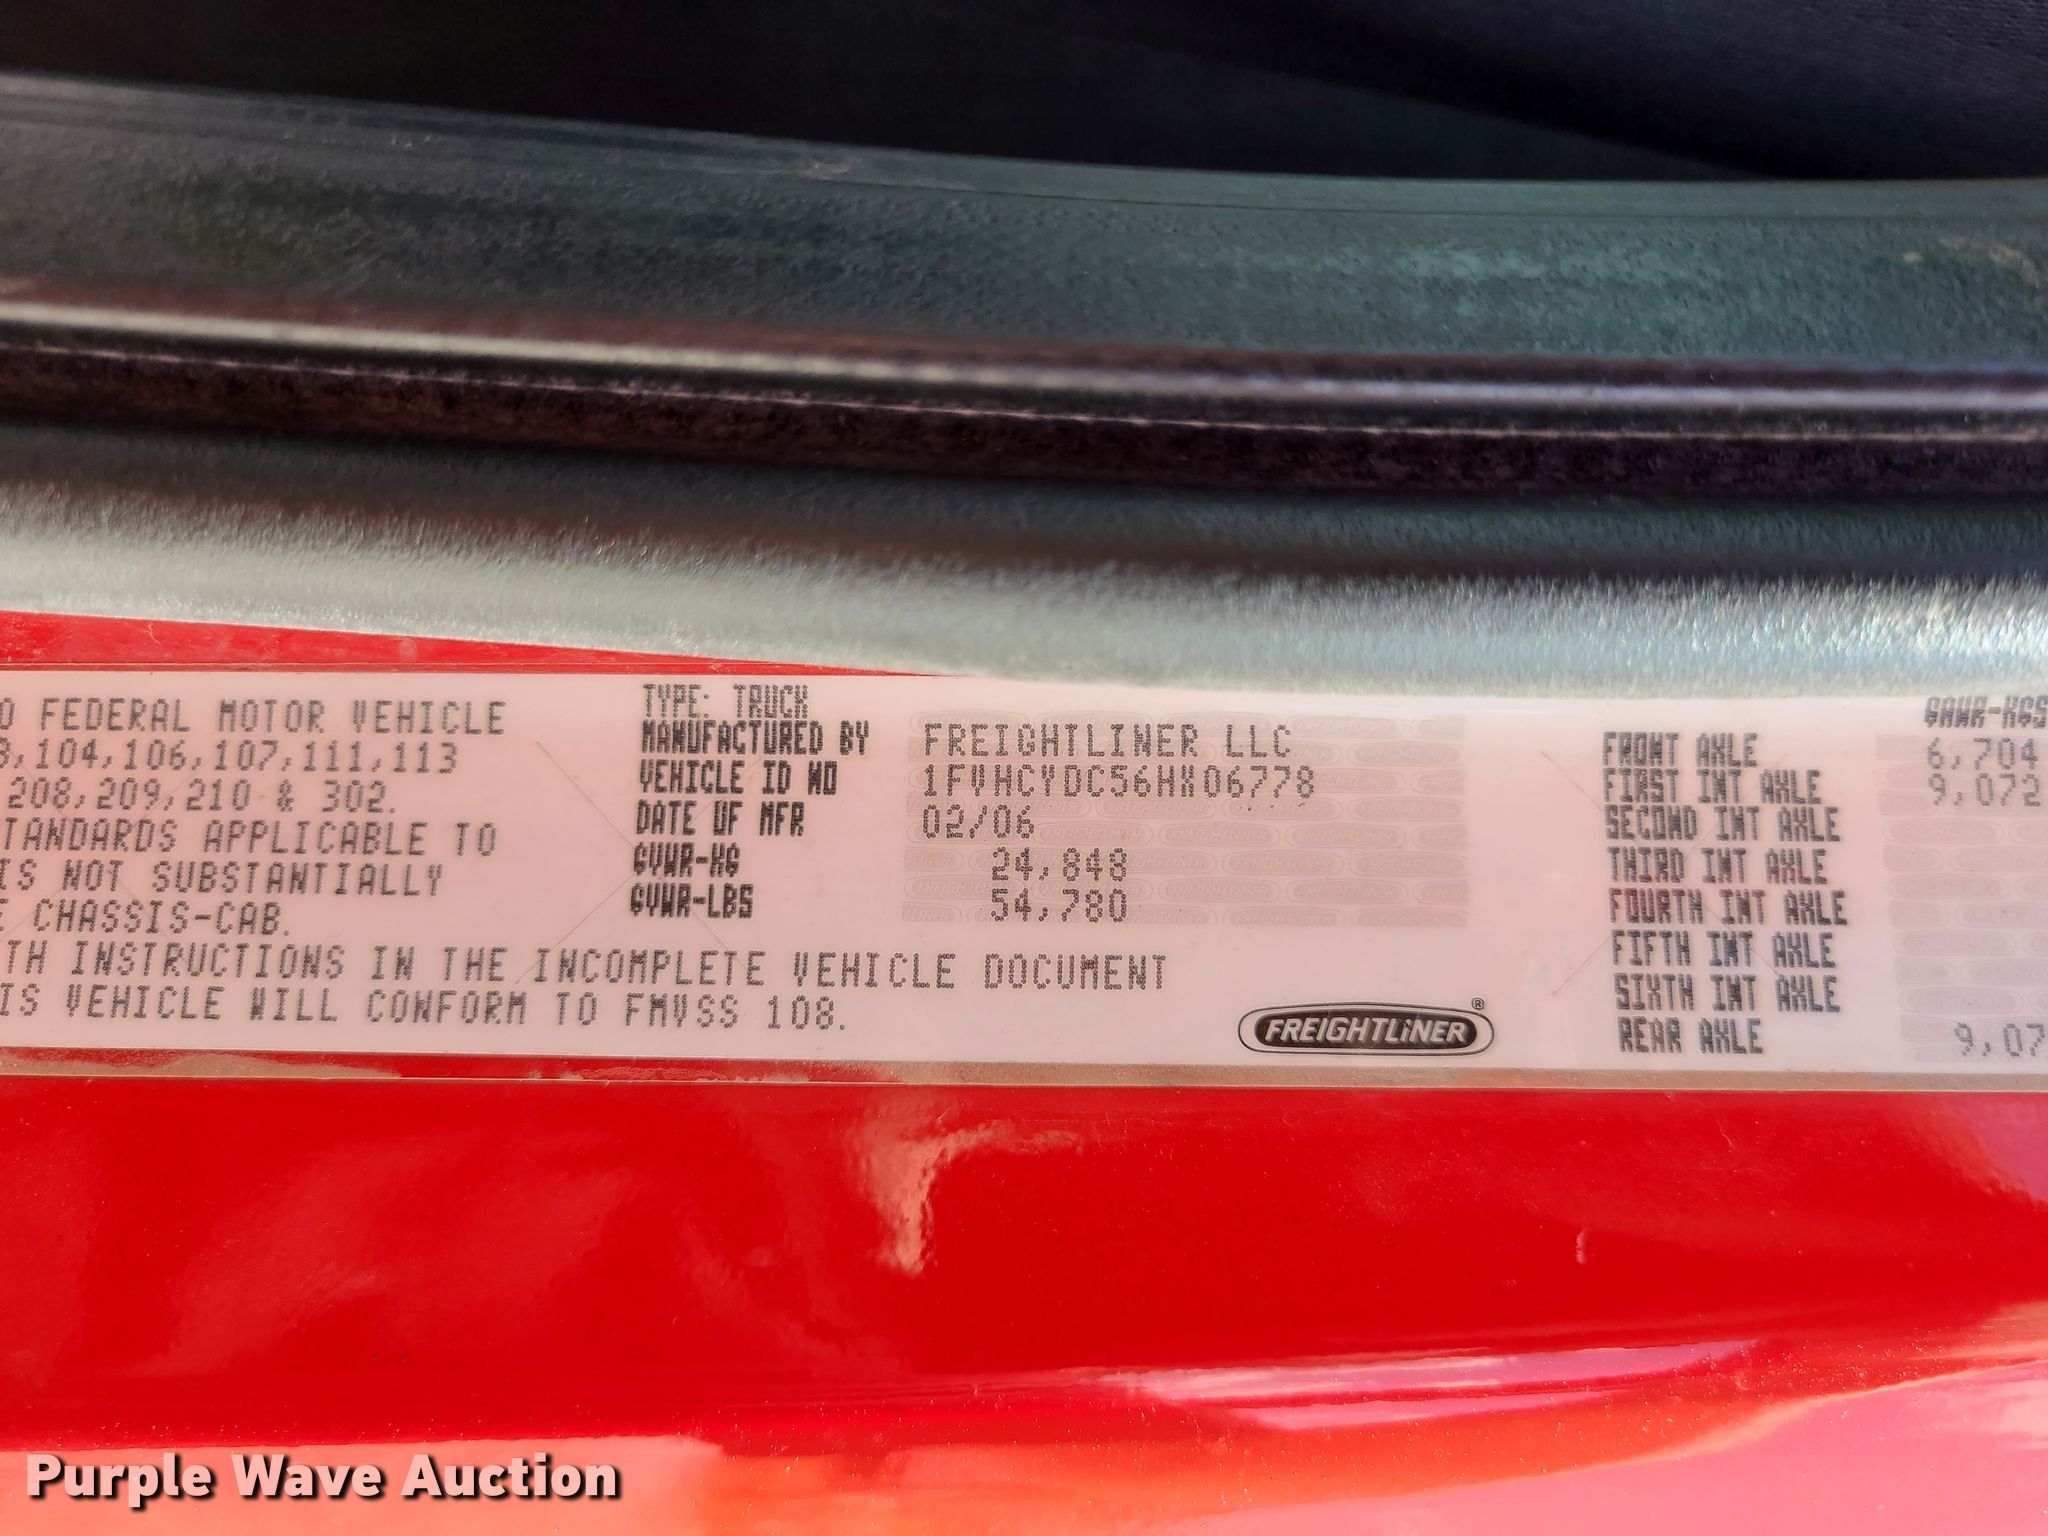 O FEDERAL MOTOR VEHICLE
,104,106,107,111,113
208,209,210 & 302.
TANDARDS APPLICABLE TO
IS NOT SUBSTANTIALLY
E CHASSIS-CAB.
TH INSTRUCTIONS IN THE INCOMPLETE VEHICLE DOCUMENT
IS VEHICLE WILL CONFORM TO FMVSS 108.
TYPE: TRUCK
MANUFACTURED BY FREIGHTLINER LLC
VEHICLE ID NO 1FVHCYDC56HX06778
DATE OF MFR 02/06
GVWR-KG 24,848
GVWR-LBS 54,780
FREIGHTLINER®
GAWR-KGS
FRONT AXLE 6,704
FIRST INT AXLE 9,072
SECOND INT AXLE
THIRD INT AXLE
FOURTH INT AXLE
FIFTH INT AXLE
SIXTH INT AXLE
REAR AXLE 9,07
Purple Wave Auction